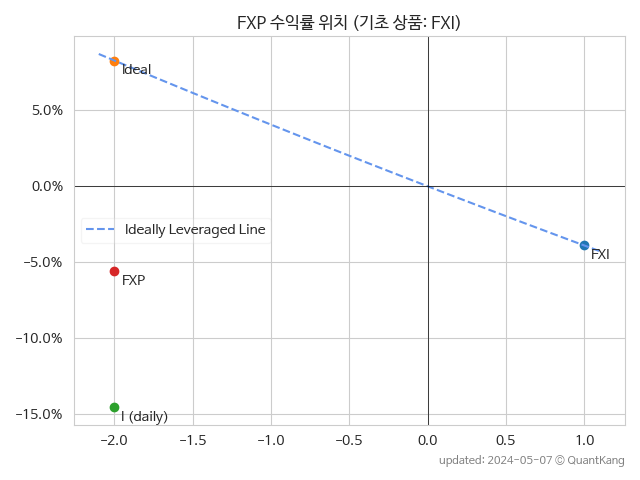 FXP 수익률 위치 (기초 상품: FXI)
Ideal
5.0%
0.0%
Ideally Leveraged Line
−5.0%
FXI
FXP
−10.0%
−15.0%
I (daily)
−2.0 −1.5 −1.0 −0.5 0.0 0.5 1.0
updated: 2024-05-07 © QuantKang